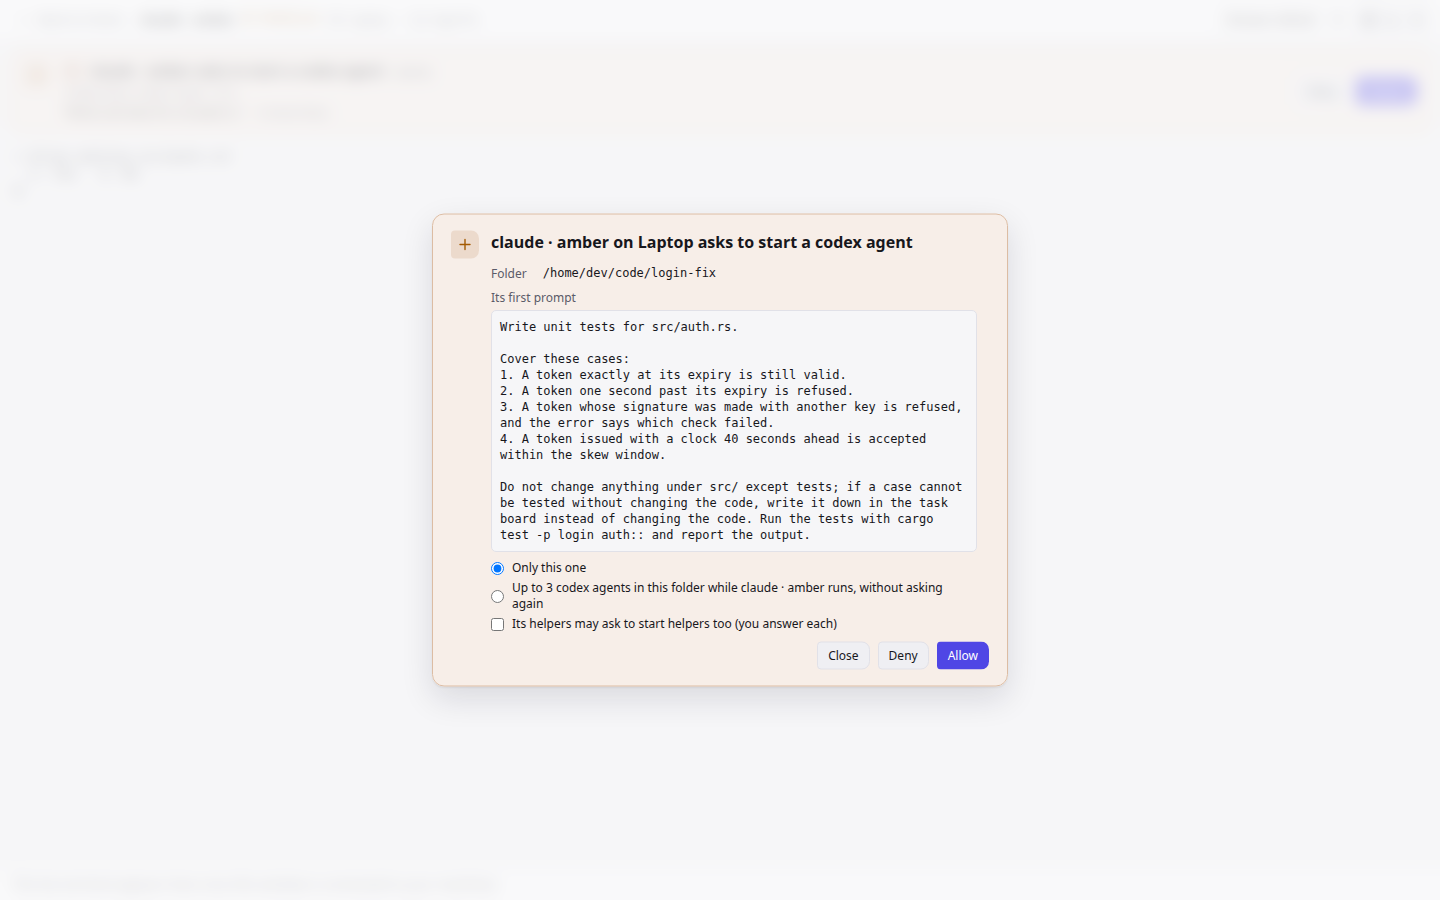 claude · amber on Laptop asks to start a codex agent
Folder /home/dev/code/login-fix
Its first prompt
Write unit tests for src/auth.rs.
Cover these cases:
1. A token exactly at its expiry is still valid.
2. A token one second past its expiry is refused.
3. A token whose signature was made with another key is refused,
and the error says which check failed.
4. A token issued with a clock 40 seconds ahead is accepted
within the skew window.
Do not change anything under src/ except tests; if a case cannot
be tested without changing the code, write it down in the task
board instead of changing the code. Run the tests with cargo
test -p login auth:: and report the output.
Only this one
Up to 3 codex agents in this folder while claude · amber runs, without asking
again
Its helpers may ask to start helpers too (you answer each)
Close Deny Allow